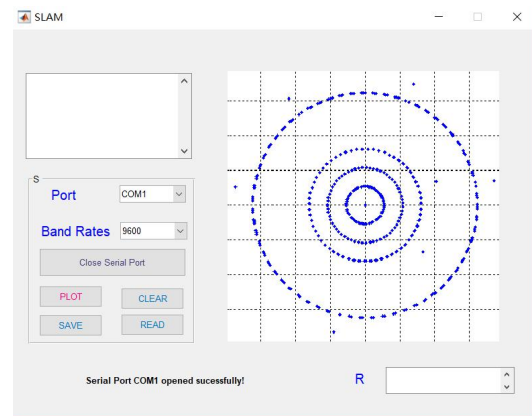 SLAM
S
Port
COM1
Band Rates
9600
Close Serial Port
PLOT
CLEAR
SAVE
READ
Serial Port COM1 opened sucessfully!
R